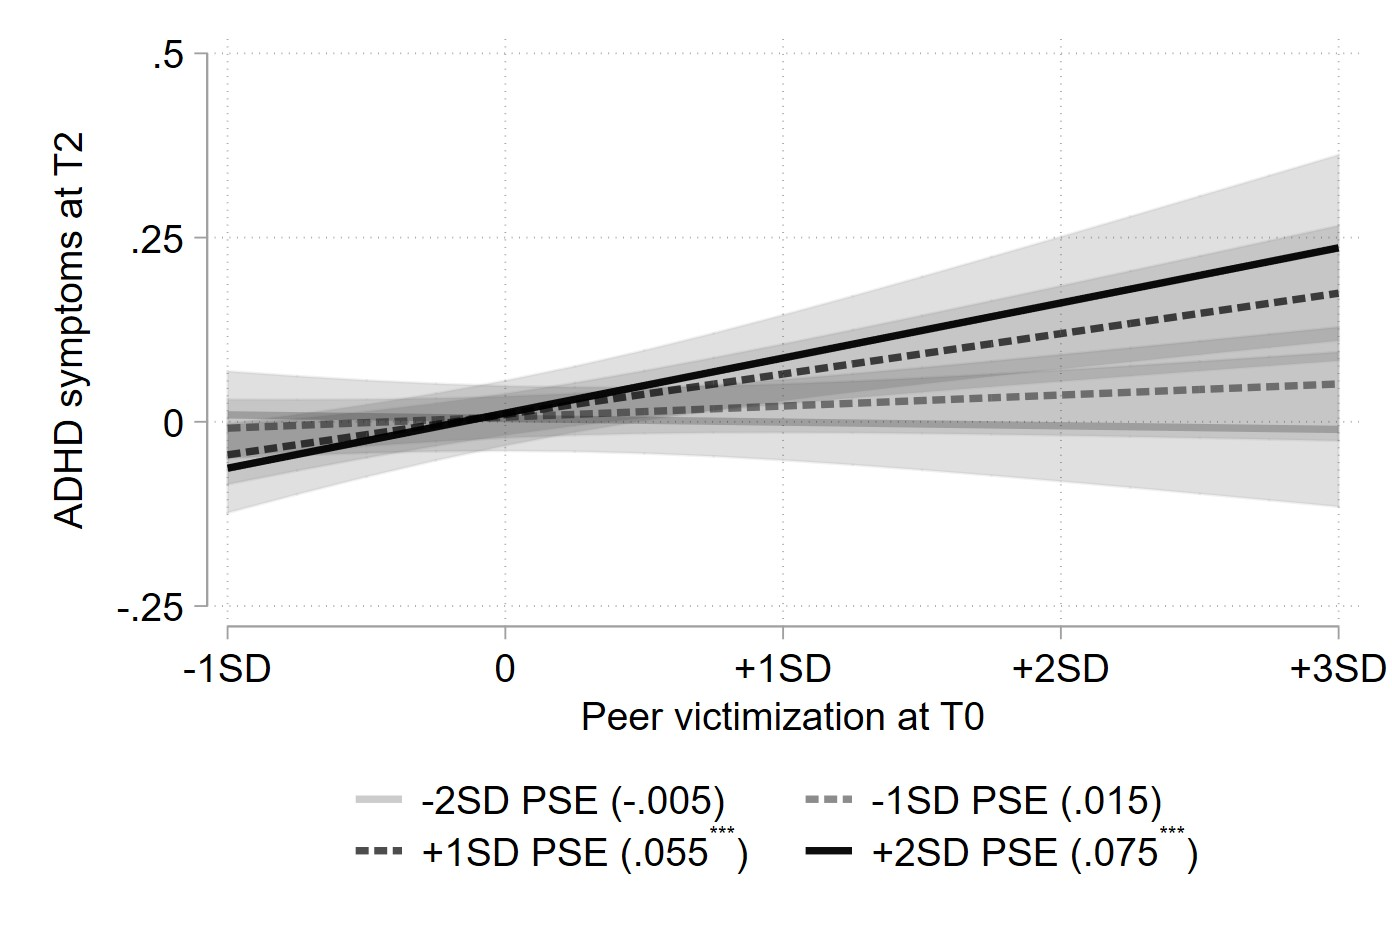 .5
.25
0
-.25
ADHD symptoms at T2
-1SD 0 +1SD +2SD +3SD
Peer victimization at T0
-2SD PSE (-.005) -1SD PSE (.015)
+1SD PSE (.055***) +2SD PSE (.075***)